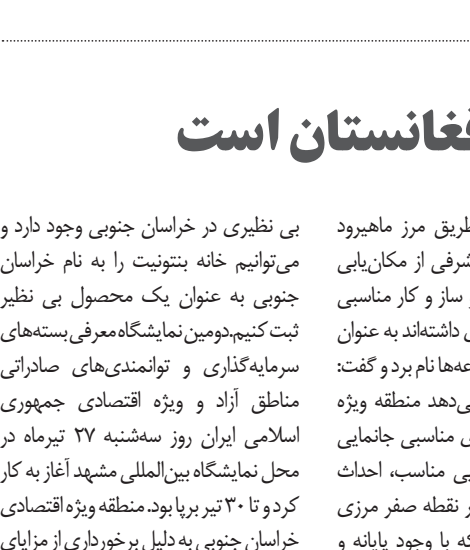 افغانستان است
طریق مرز ماهیرود
شرفی از مکان‌یابی
ساز و کار مناسبی
داشته‌اند به عنوان
نام برد و گفت:
منطقه ویژه
مناسبی جانمایی
مناسب، احداث
نقطه صفر مرزی
با وجود پایانه و
بی نظیری در خراسان جنوبی وجود دارد و
می‌توانیم خانه بنتونیت را به نام خراسان
جنوبی به عنوان یک محصول بی نظیر
ثبت کنیم.دومین نمایشگاه معرفی بسته‌های
سرمایه‌گذاری و توانمندی‌های صادراتی
مناطق آزاد و ویژه اقتصادی جمهوری
اسلامی ایران روز سه‌شنبه ۲۷ تیرماه در
محل نمایشگاه بین‌المللی مشهد آغاز به کار
کرد و تا ۳۰ تیر برپا بود. منطقه ویژه اقتصادی
خراسان جنوبی به دلیل برخورداری از مزایای